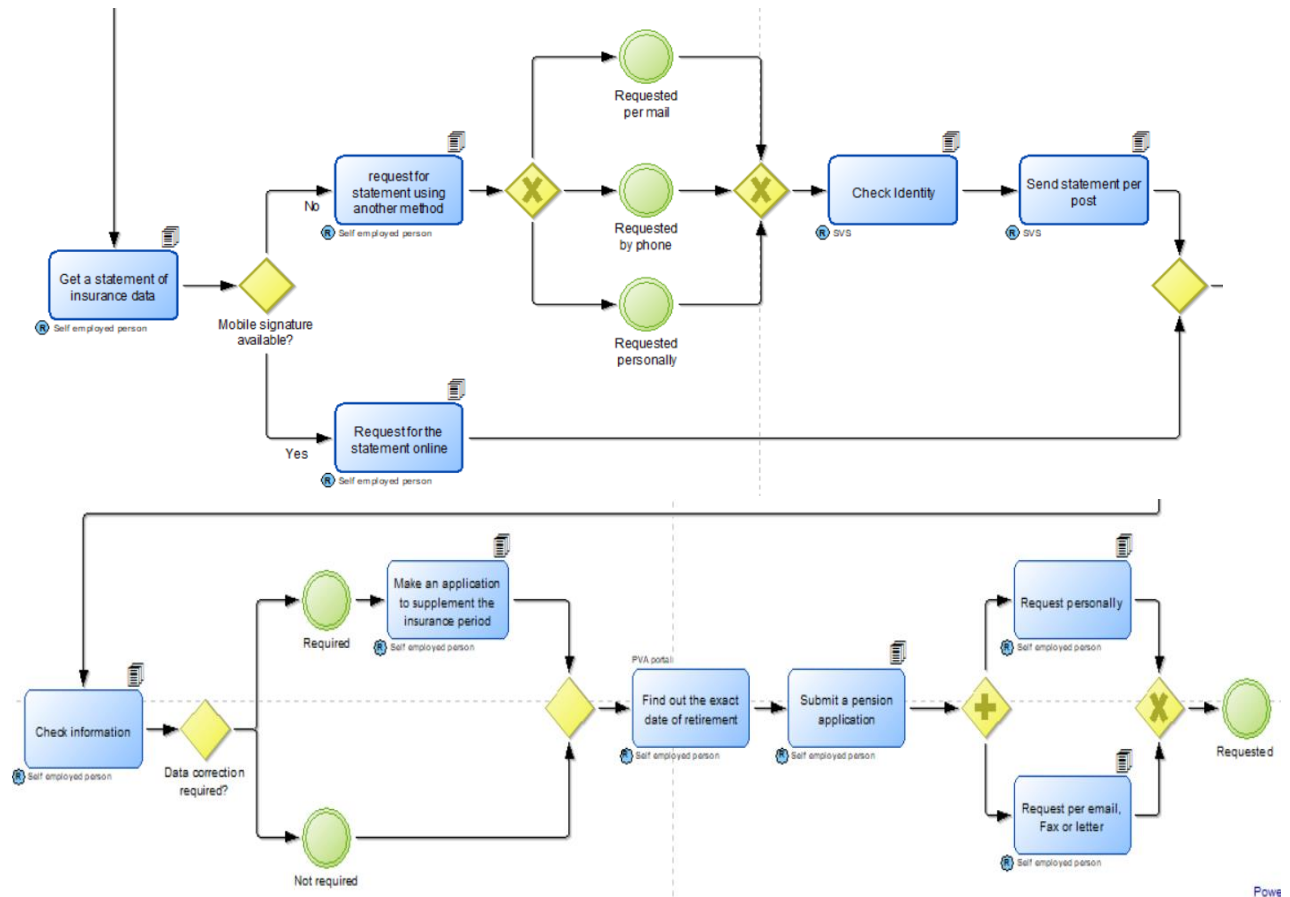 Requested
per mail
request for
statement using
another method
No
R Self employed person
X
Requested
by phone
X
Check Identity
R SVS
Send statement per
post
R SVS
Get a statement of
insurance data
R Self employed person
Mobile signature
available?
Requested
personally
Request for the
statement online
Yes
R Self employed person
Make an application
to supplement the
insurance period
R Self employed person
Required
Request personally
R Self employed person
PVA portal
Check information
R Self employed person
Data correction
required?
Find out the exact
date of retirement
R Self employed person
Submit a pension
application
R Self employed person
X
Requested
Request per email,
Fax or letter
R Self employed person
Not required
Powe